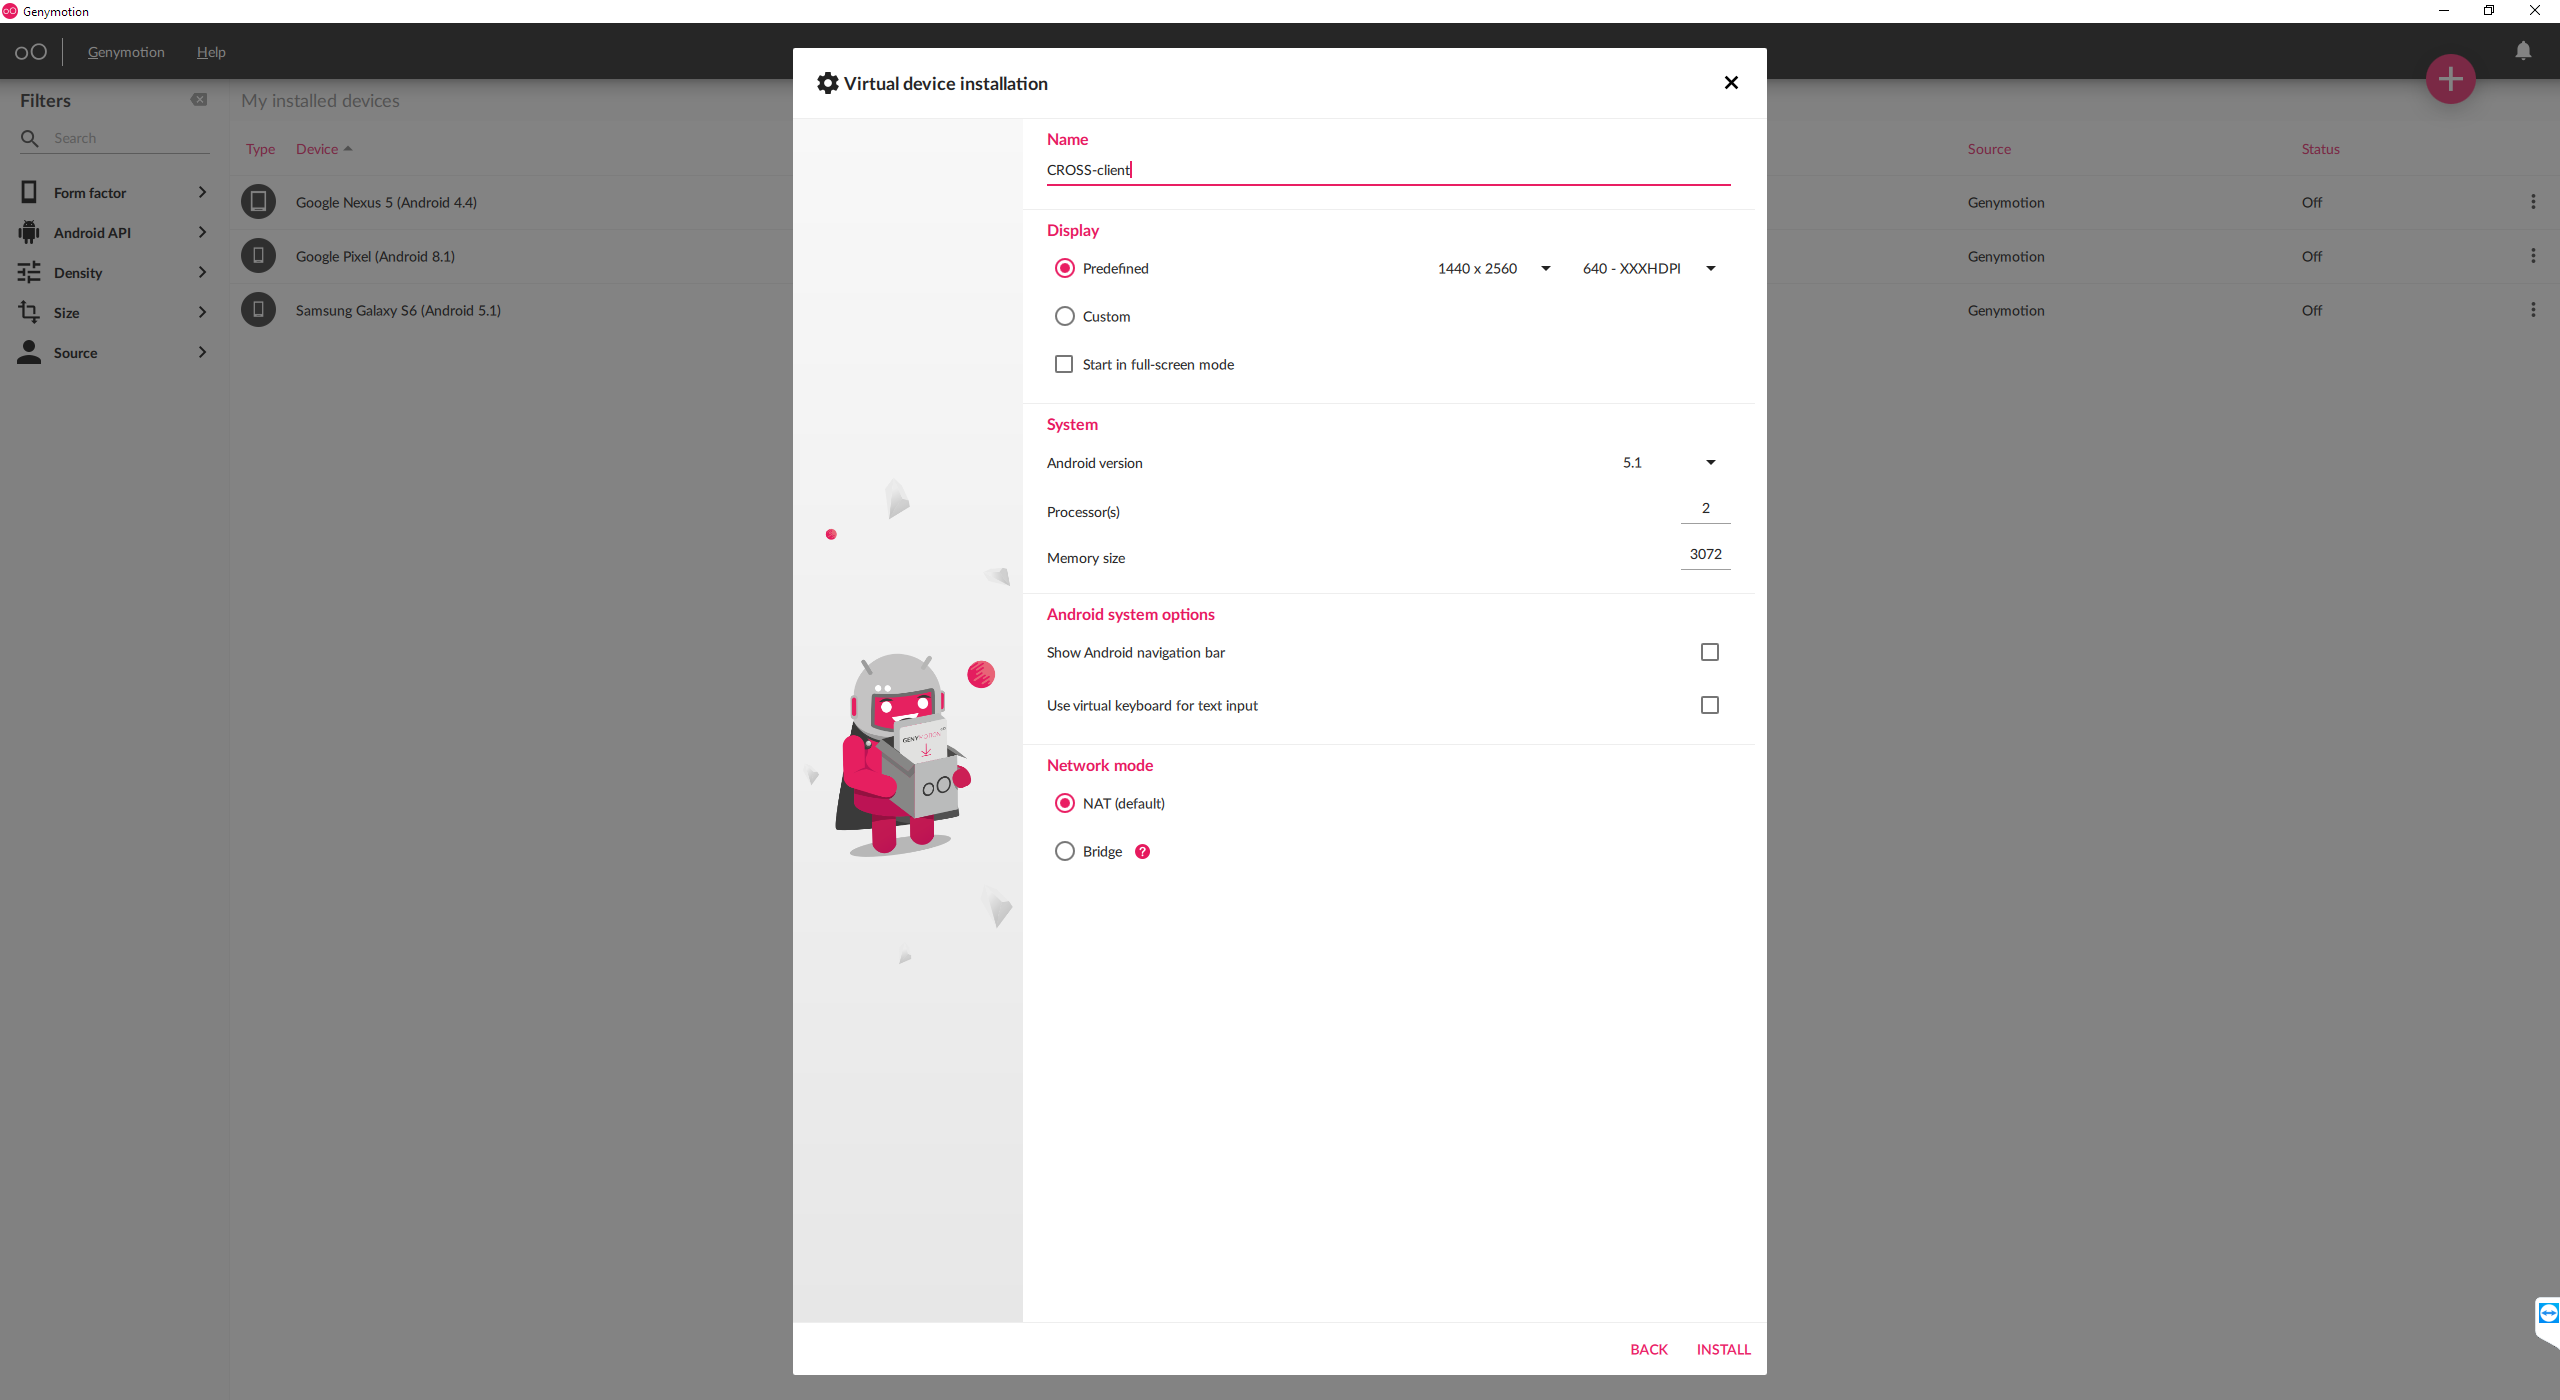 Genymotion
Genymotion Help
Filters
Search
Form factor
Android API
Density
Size
Source
My installed devices
Type Device Source Status
Google Nexus 5 (Android 4.4) Genymotion Off
Google Pixel (Android 8.1) Genymotion Off
Samsung Galaxy S6 (Android 5.1) Genymotion Off
Virtual device installation
GENYMOTION
Name
CROSS-client
Display
Predefined 1440 x 2560 640 - XXXHDPI
Custom
Start in full-screen mode
System
Android version 5.1
Processor(s) 2
Memory size 3072
Android system options
Show Android navigation bar
Use virtual keyboard for text input
Network mode
NAT (default)
Bridge ?
BACK INSTALL